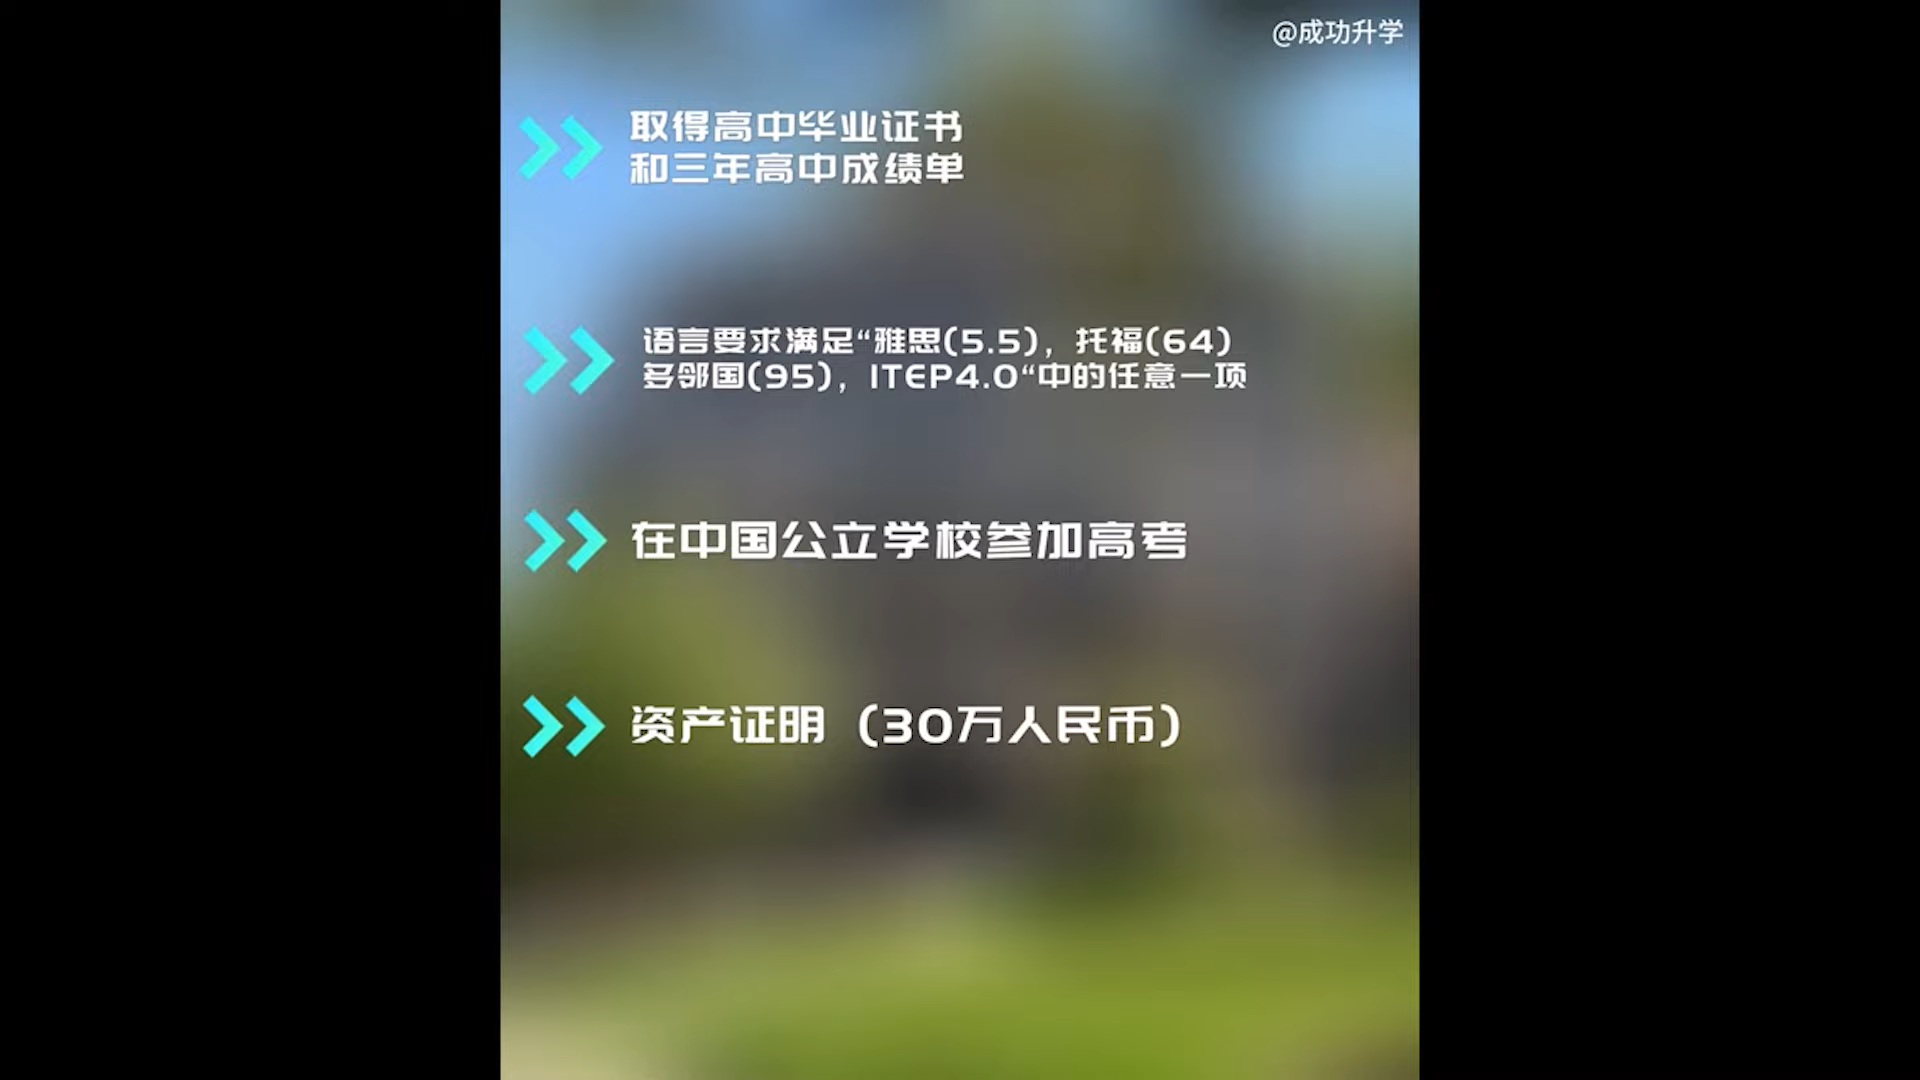 @成功升学
取得高中毕业证书
和三年高中成绩单
语言要求满足“雅思(5.5)，托福(64)
多邻国(95)，ITEP4.0“中的任意一项
在中国公立学校参加高考
资产证明（30万人民币）